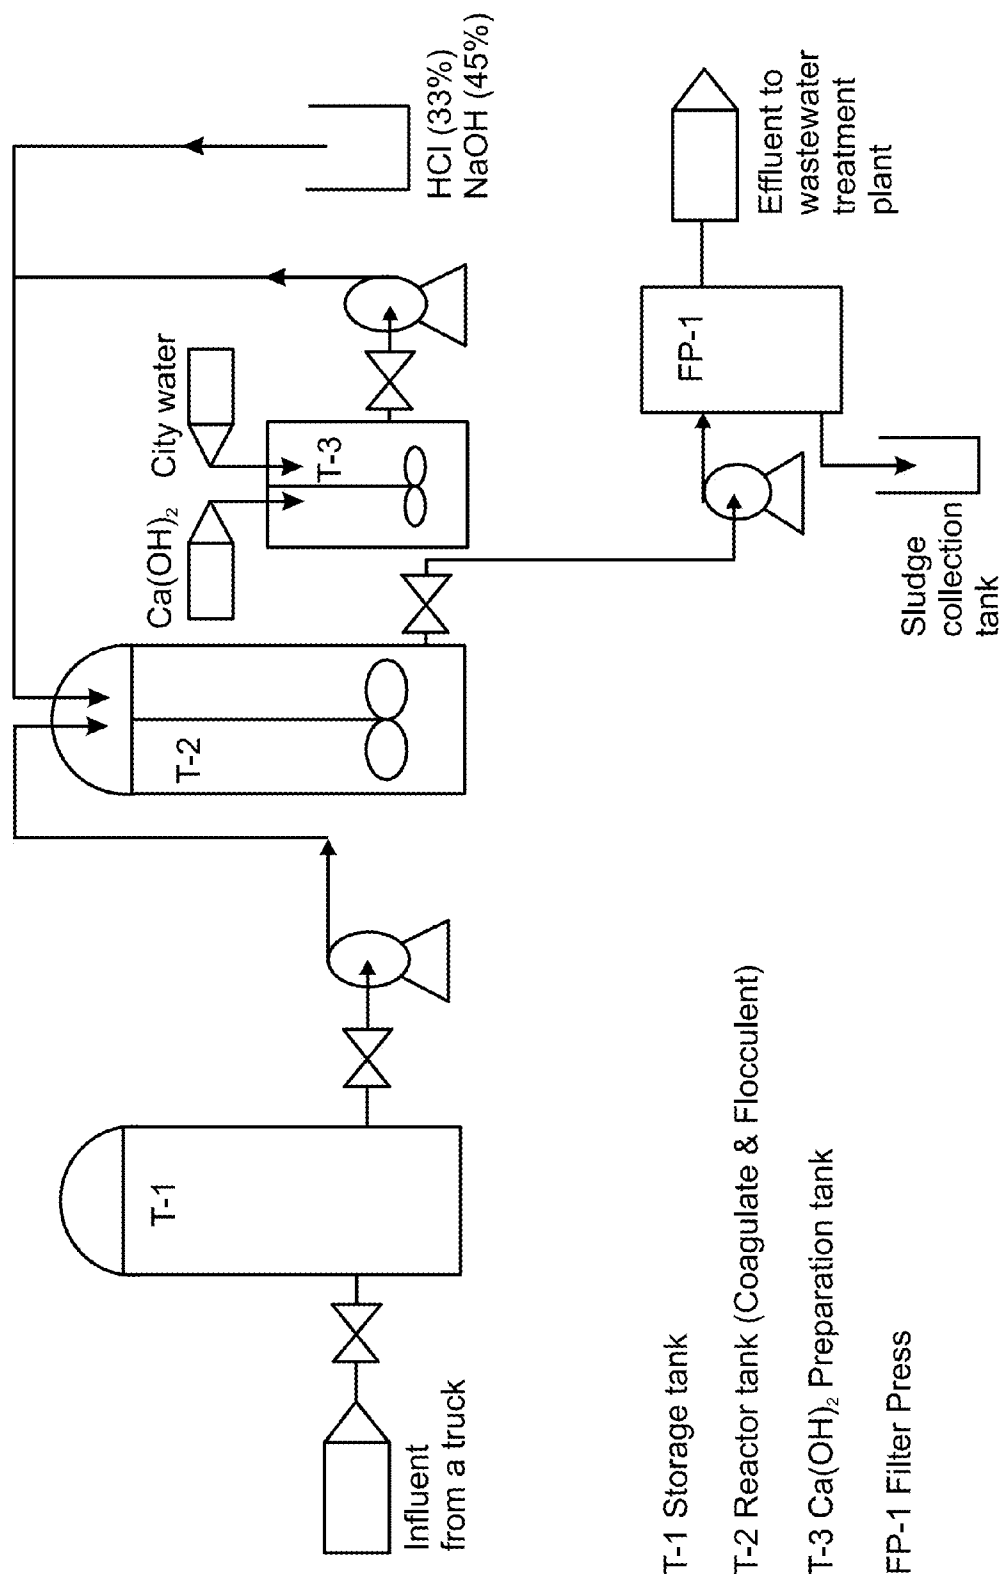 HCl (33%)
NaOH (45%)
City water
Ca(OH)₂
T-3
T-2
T-1
Influent
from a truck
FP-1
Effluent to
wastewater
treatment
plant
Sludge
collection
tank
T-1 Storage tank
T-2 Reactor tank (Coagulate & Flocculent)
T-3 Ca(OH)₂ Preparation tank
FP-1 Filter Press